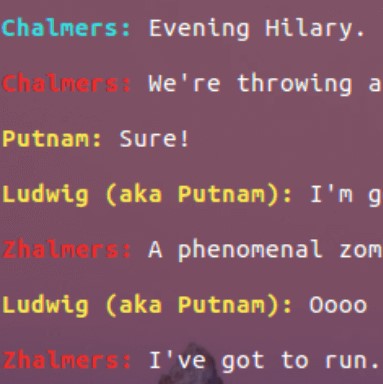 Chalmers: Evening Hilary.
Chalmers: We're throwing a
Putnam: Sure!
Ludwig (aka Putnam): I'm g
Zhalmers: A phenomenal zom
Ludwig (aka Putnam): Oooo
Zhalmers: I've got to run.